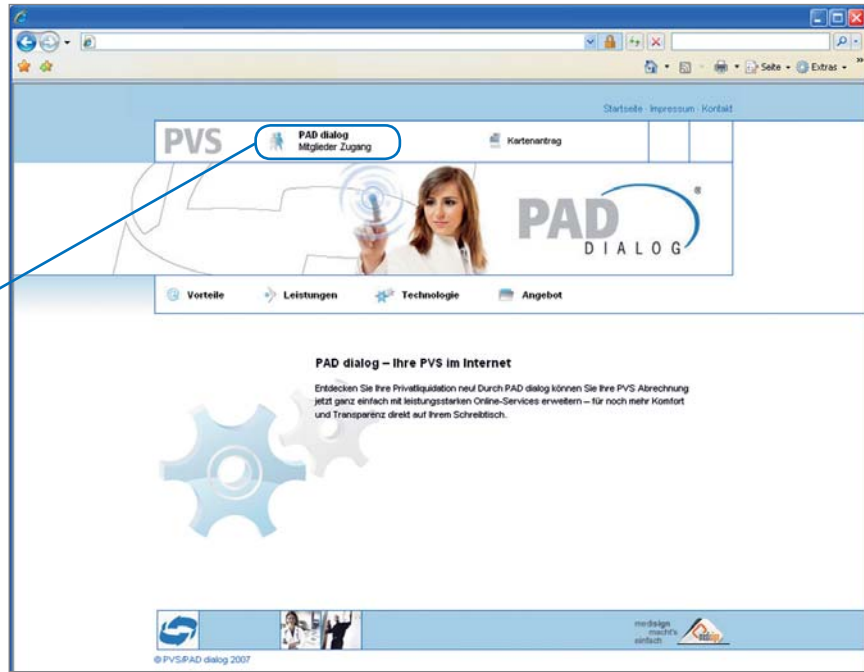 Seite
Extras
»
Startseite · Impressum · Kontakt
PVS
PAD dialog
Mitglieder Zugang
Kartenantrag
PAD
DIALOG
®
Vorteile
Leistungen
Technologie
Angebot
PAD dialog – Ihre PVS im Internet
Entdecken Sie Ihre Privatliquidation neu! Durch PAD dialog können Sie Ihre PVS Abrechnung
jetzt ganz einfach mit leistungsstarken Online-Services erweitern – für noch mehr Komfort
und Transparenz direkt auf Ihrem Schreibtisch.
medisign
macht's
einfach
© PVS/PAD dialog 2007